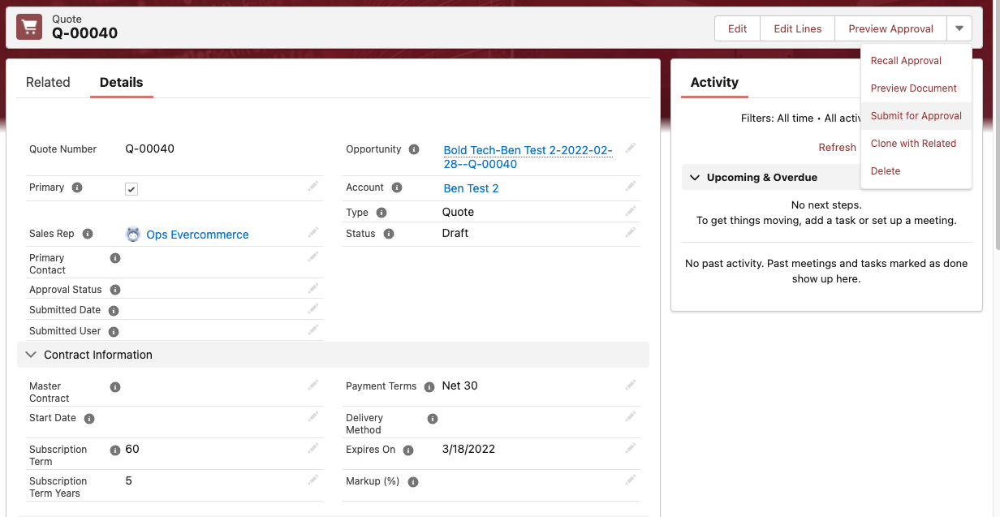 Quote
Q-00040
Edit
Edit Lines
Preview Approval
Recall Approval
Preview Document
Submit for Approval
Clone with Related
Delete
Related
Details
Quote Number
Q-00040
Opportunity
Bold Tech-Ben Test 2-2022-02-
28--Q-00040
Primary
Account
Ben Test 2
Type
Quote
Sales Rep
Ops Evercommerce
Status
Draft
Primary
Contact
Approval Status
Submitted Date
Submitted User
Contract Information
Master
Contract
Payment Terms
Net 30
Start Date
Delivery
Method
Subscription
Term
60
Expires On
3/18/2022
Subscription
Term Years
5
Markup (%)
Activity
Filters: All time • All activ
Refresh
Upcoming & Overdue
No next steps.
To get things moving, add a task or set up a meeting.
No past activity. Past meetings and tasks marked as done
show up here.